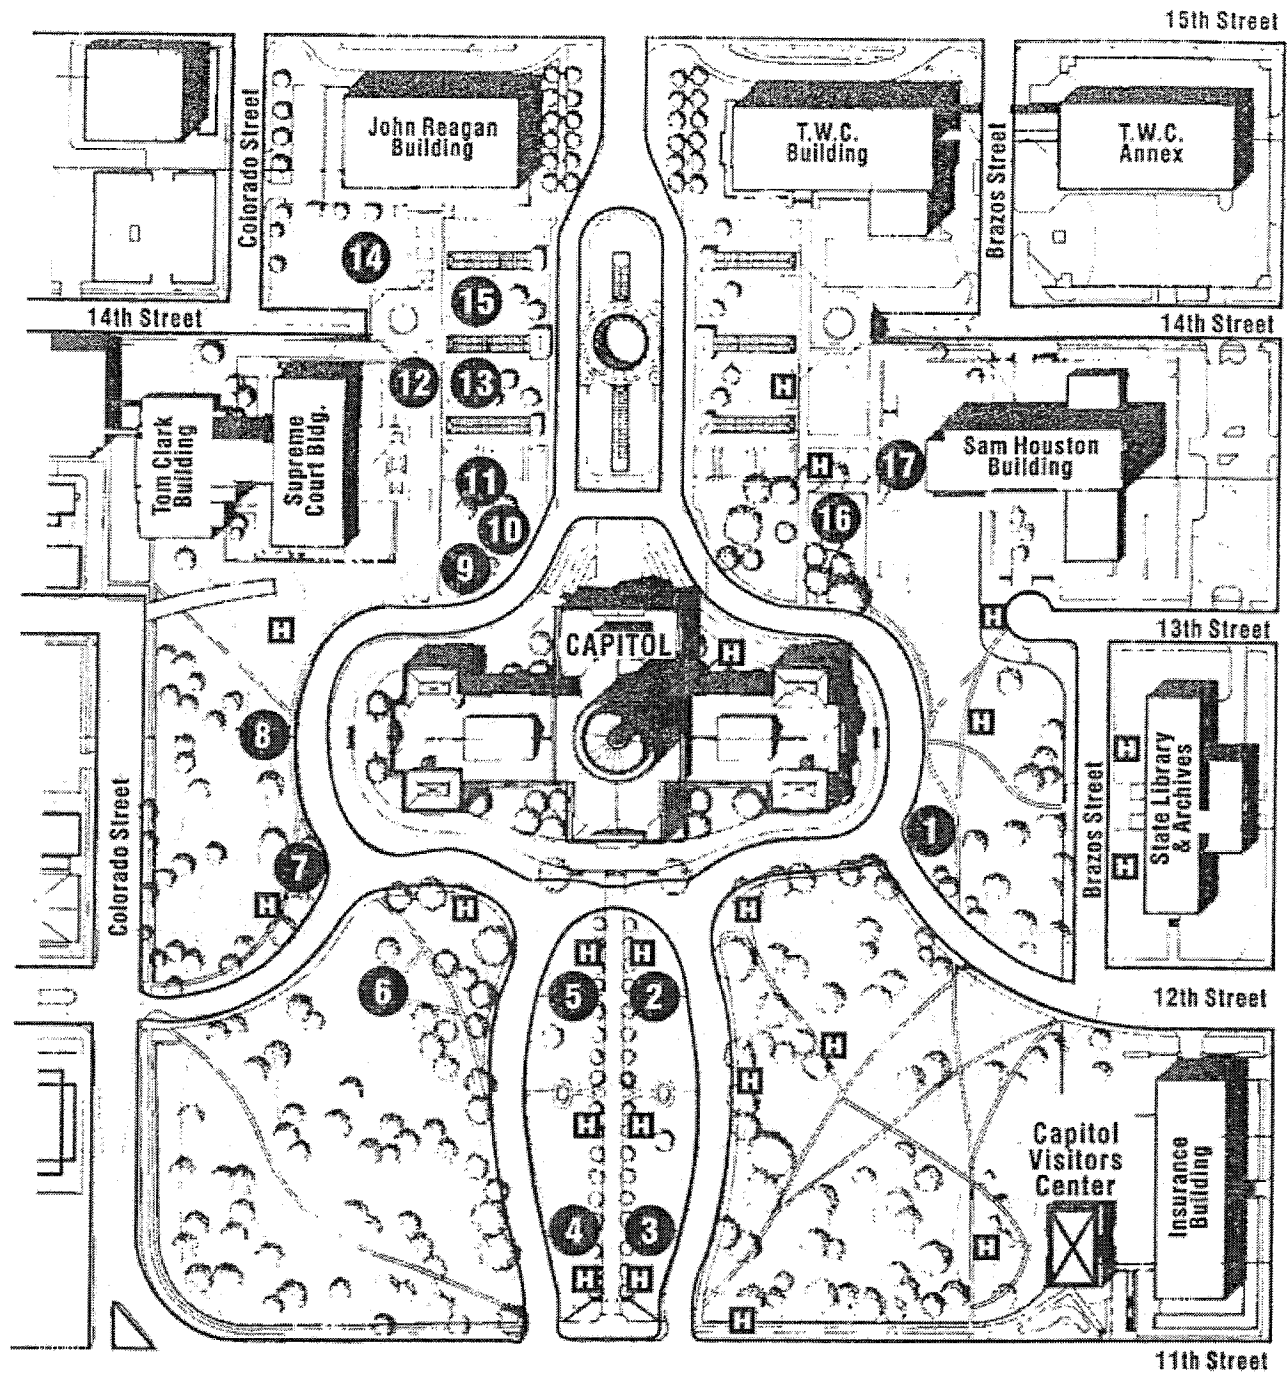 15th Street
Colorado Street
John Reagan
Building
T.W.C.
Building
Brazos Street
T.W.C.
Annex
14
15
14th Street
14th Street
12
13
H
Tom Clark
Building
Supreme
Court Bldg.
11
10
9
H
17
Sam Houston
Building
16
H
CAPITOL
H
H
13th Street
8
H
H
State Library
& Archives
Colorado Street
7
1
Brazos Street
H
H
H
H
6
H
H
5
2
12th Street
H
H
H
H
Capitol
Visitors
Center
Insurance
Building
4
3
H
H
H
H
11th Street